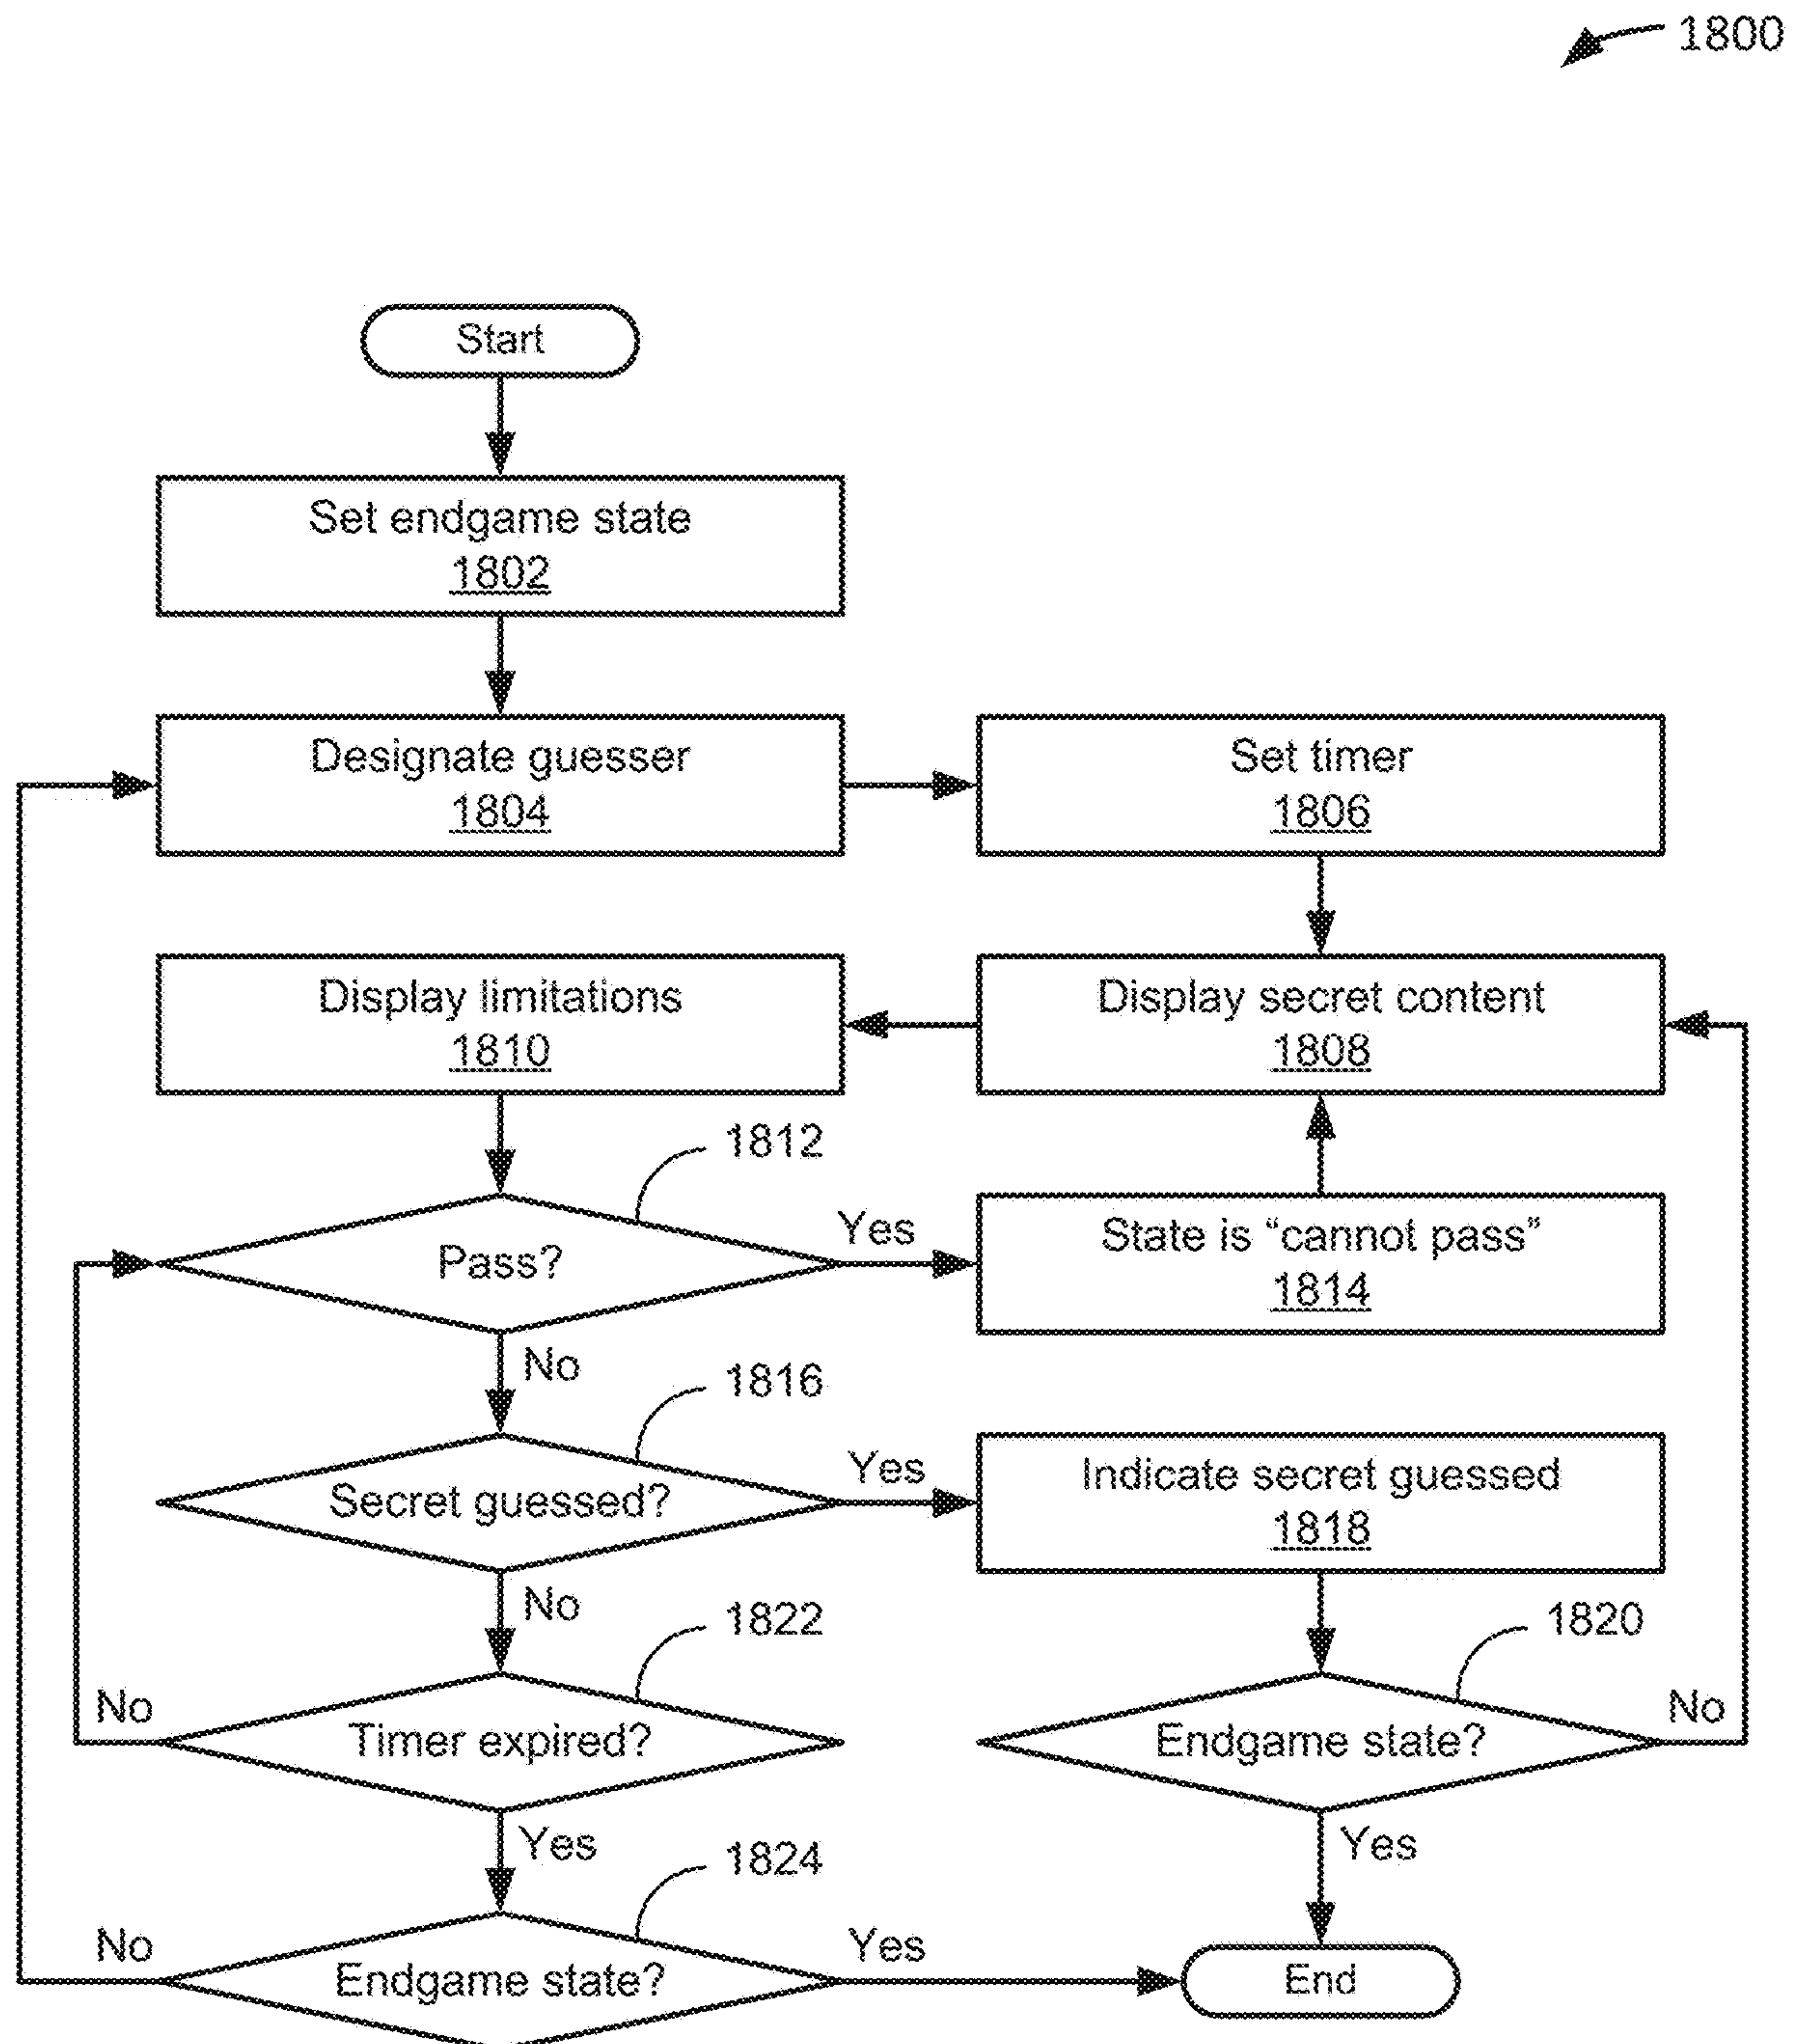 1800
Start
Set endgame state
1802
Designate guesser
1804
Set timer
1806
Display limitations
1810
Display secret content
1808
1812
Pass?
Yes
State is “cannot pass”
1814
No
1816
Secret guessed?
Yes
Indicate secret guessed
1818
No
1822
1820
No
Timer expired?
Endgame state?
No
Yes
Yes
1824
No
Endgame state?
Yes
End